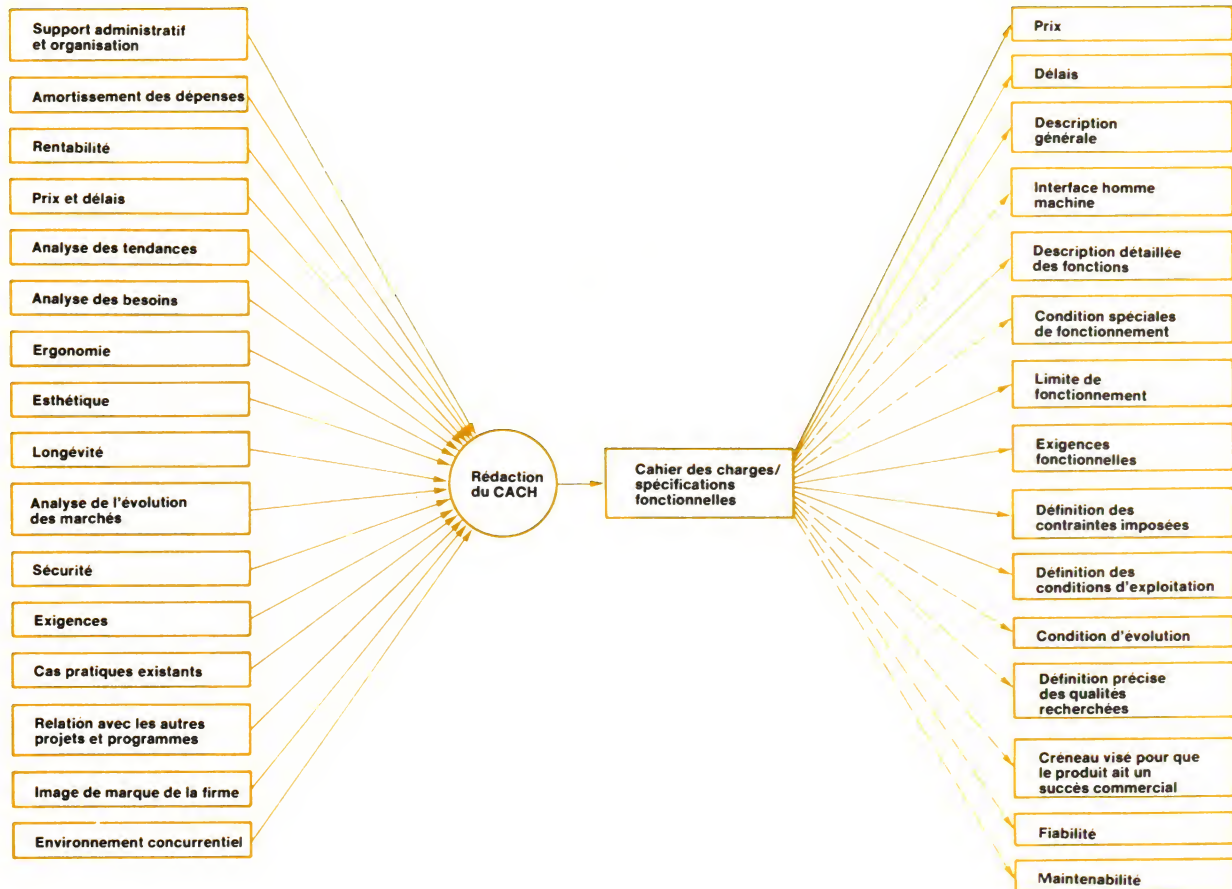 Support administratif
et organisation
Amortissement des dépenses
Rentabilité
Prix et délais
Analyse des tendances
Analyse des besoins
Ergonomie
Esthétique
Longévité
Analyse de l'évolution
des marchés
Sécurité
Exigences
Cas pratiques existants
Relation avec les autres
projets et programmes
Image de marque de la firme
Environnement concurrentiel
Rédaction
du CACH
Cahier des charges/
spécifications
fonctionnelles
Prix
Délais
Description
générale
Interface homme
machine
Description détaillée
des fonctions
Condition spéciales
de fonctionnement
Limite de
fonctionnement
Exigences
fonctionnelles
Définition des
contraintes imposées
Définition des
conditions d'exploitation
Condition d'évolution
Définition précise
des qualités
recherchées
Créneau visé pour que
le produit ait un
succès commercial
Fiabilité
Maintenabilité